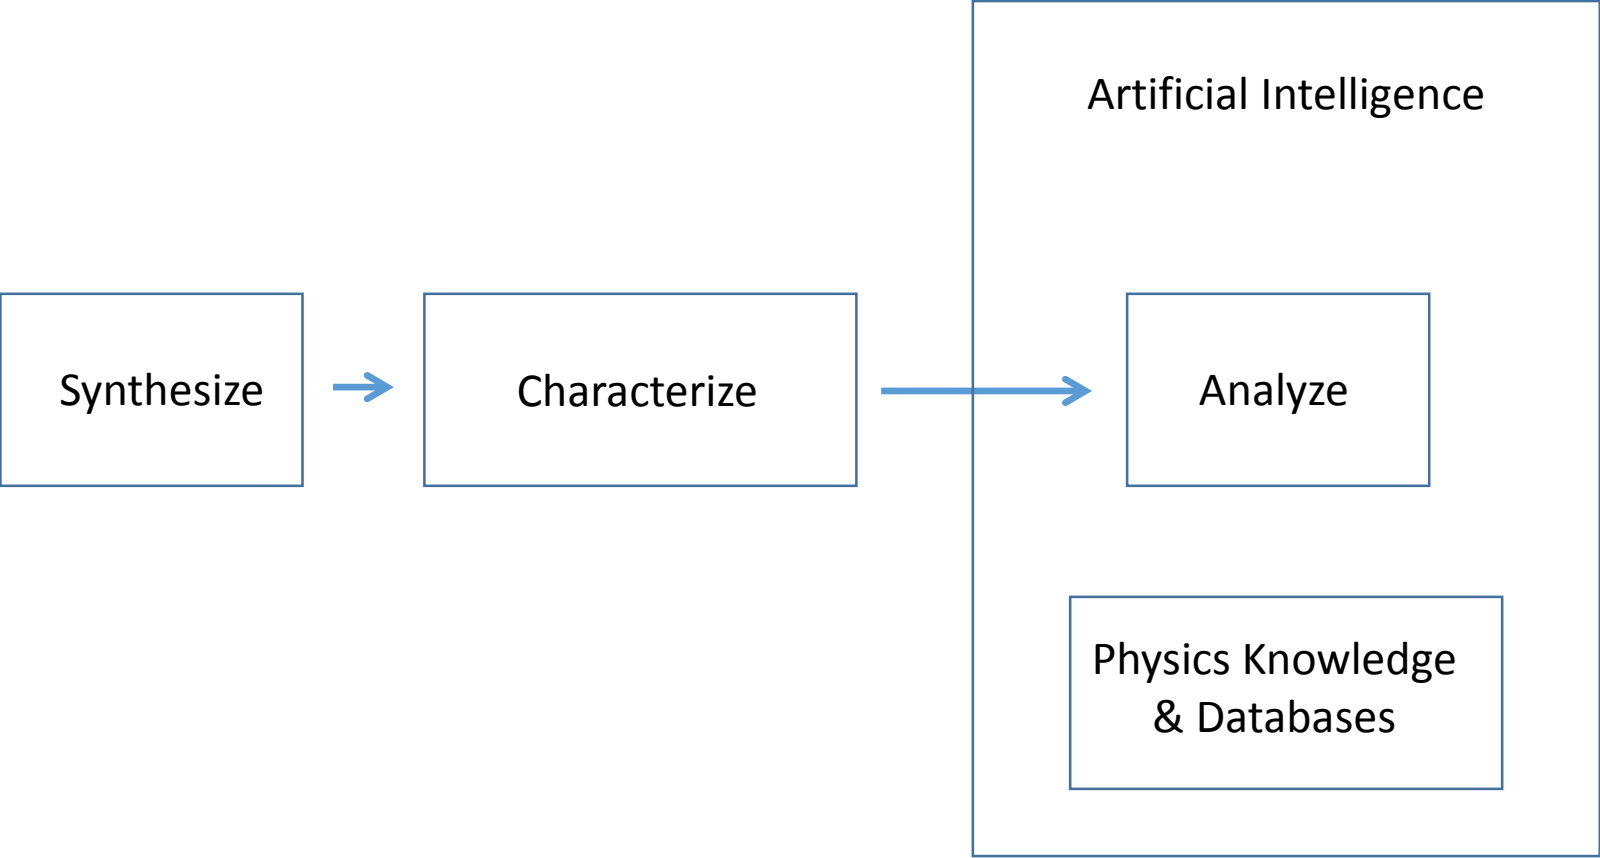 Artificial Intelligence
Synthesize
Characterize
Analyze
Physics Knowledge
& Databases